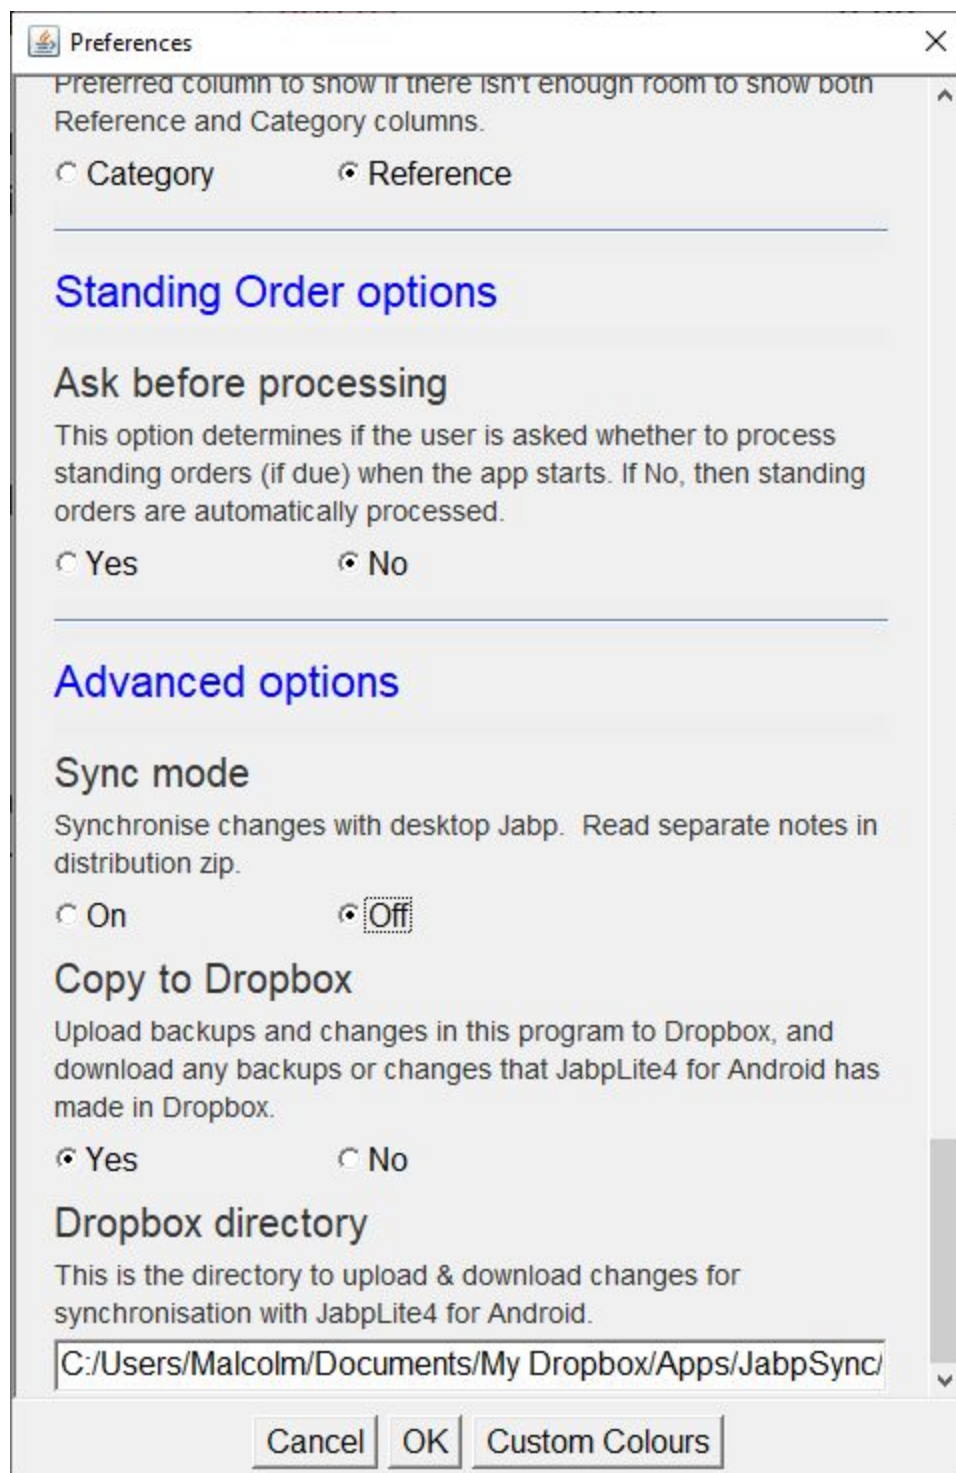 Preferences
Preferred column to show if there isn't enough room to show both
Reference and Category columns.
Category Reference
Standing Order options
Ask before processing
This option determines if the user is asked whether to process
standing orders (if due) when the app starts. If No, then standing
orders are automatically processed.
Yes No
Advanced options
Sync mode
Synchronise changes with desktop Jabp.  Read separate notes in
distribution zip.
On Off
Copy to Dropbox
Upload backups and changes in this program to Dropbox, and
download any backups or changes that JabpLite4 for Android has
made in Dropbox.
Yes No
Dropbox directory
This is the directory to upload & download changes for
synchronisation with JabpLite4 for Android.
C:/Users/Malcolm/Documents/My Dropbox/Apps/JabpSync/
Cancel OK Custom Colours